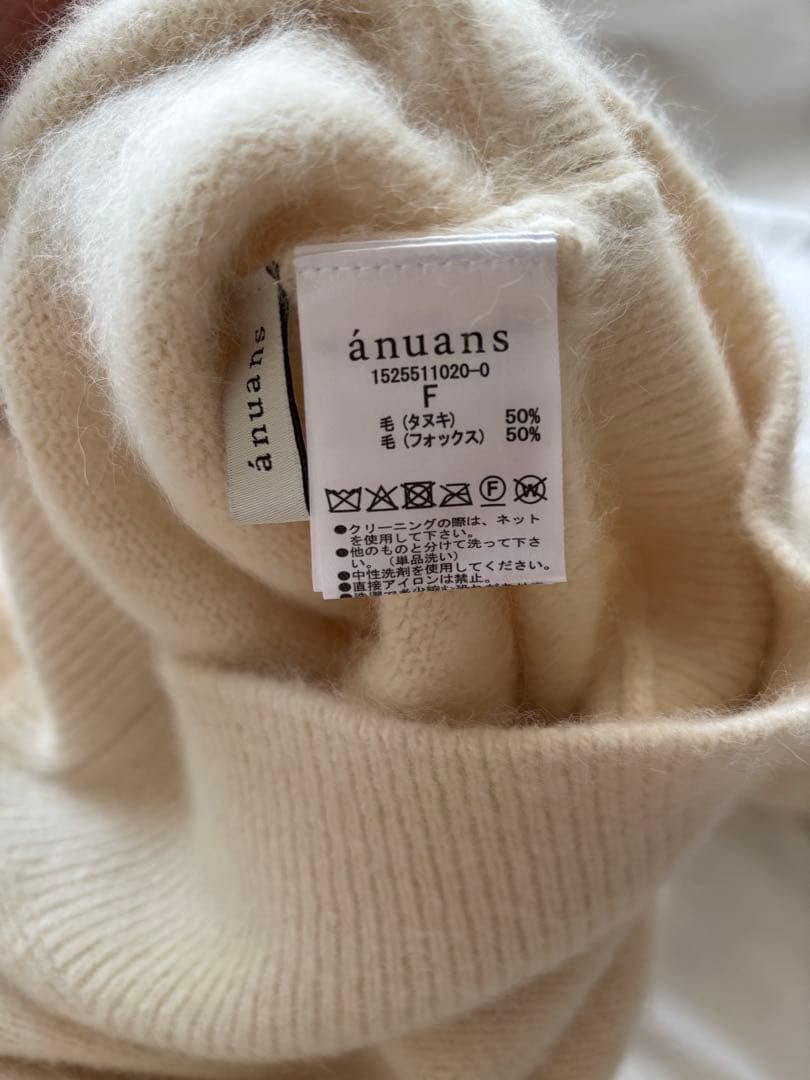 ánuans
ánuans
1525511020-0
F
毛(タヌキ) 50%
毛(フォックス) 50%
F W
●クリーニングの際は、ネット
を使用して下さい。
●他のものと分けて洗って下さ
い。(単品洗い)
●中性洗剤を使用してください。
●直接アイロンは禁止。